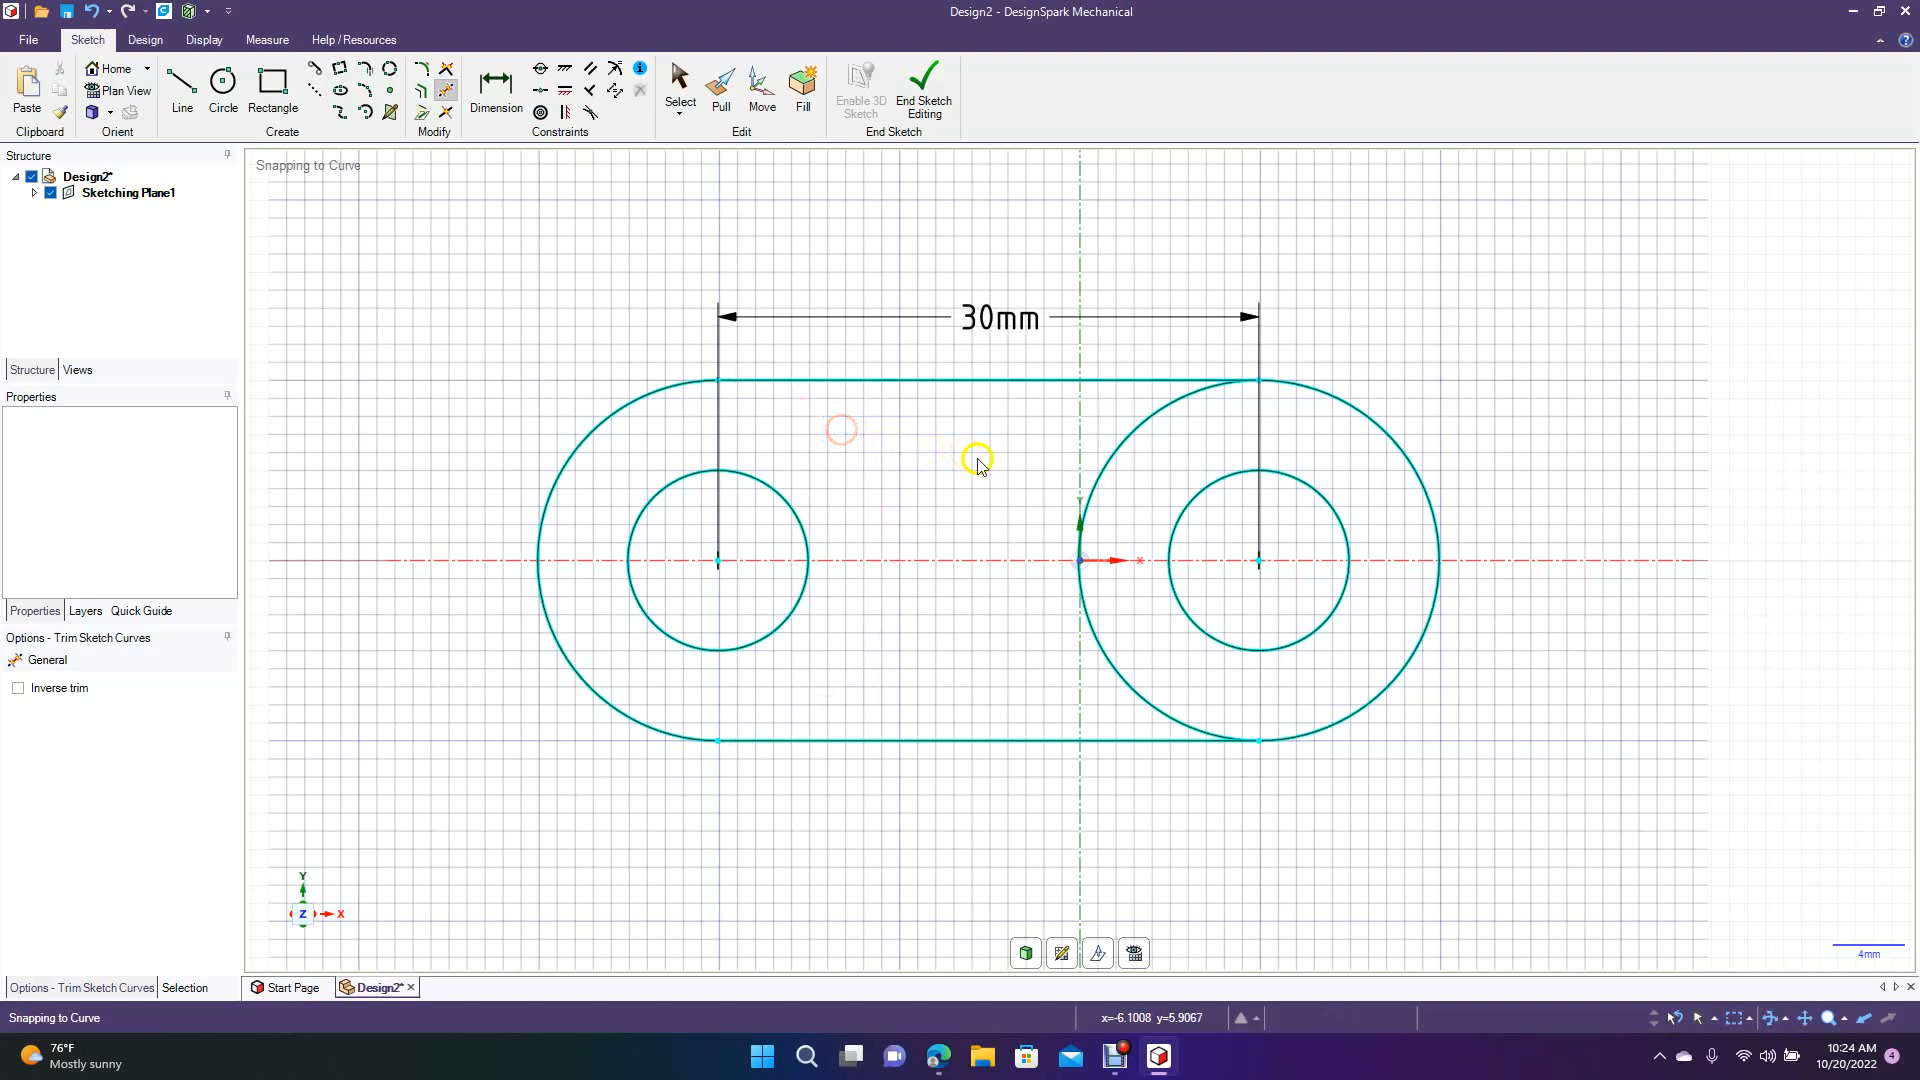 Design2 - DesignSpark Mechanical
File Sketch Design Display Measure Help / Resources
Paste
Clipboard
Home
Plan View
Orient
Line Circle Rectangle
Create
Modify
Dimension
Constraints
Select Pull Move Fill
Edit
Enable 3D Sketch
End Sketch Editing
End Sketch
Structure
Design2*
Sketching Plane1
Structure Views
Properties
Properties Layers Quick Guide
Options - Trim Sketch Curves
General
Inverse trim
Options - Trim Sketch Curves Selection
Snapping to Curve
30mm
Y
X
Y
Z X
4mm
Start Page Design2*
Snapping to Curve
x=-6.1008 y=5.9067
76°F
Mostly sunny
10:24 AM
10/20/2022
4